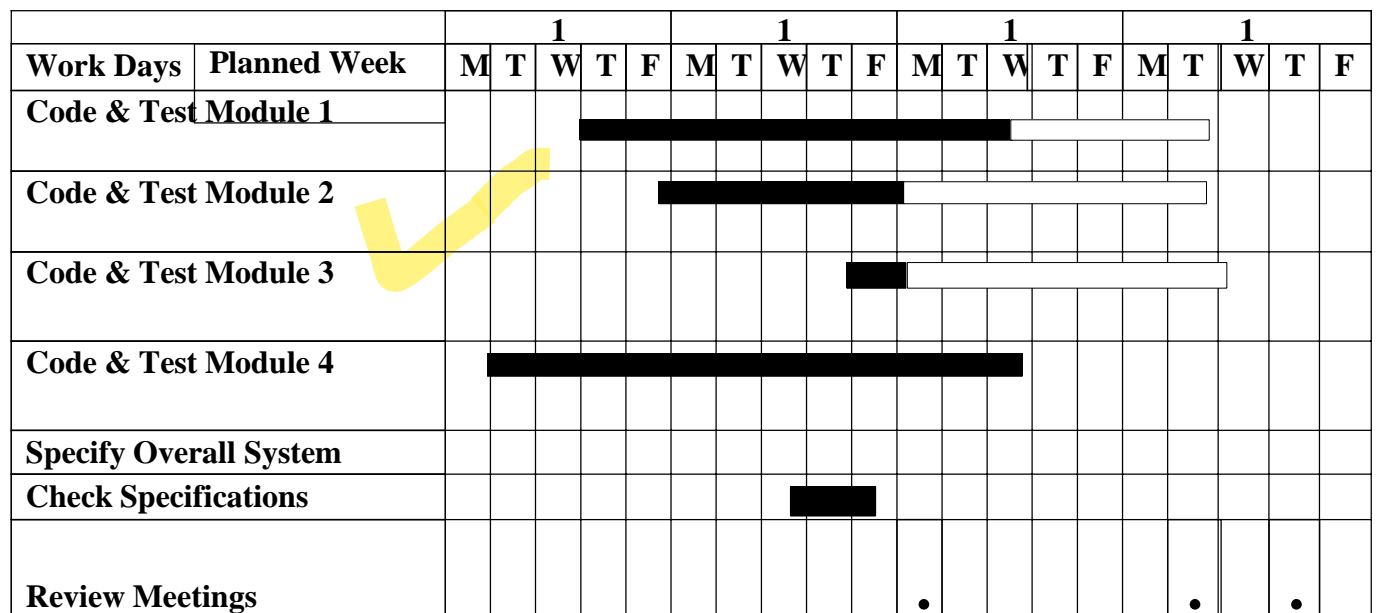 1 1 1 1
Work Days Planned Week M T W T F M T W T F M T W T F M T W T F
Code & Test Module 1
Code & Test Module 2
Code & Test Module 3
Code & Test Module 4
Specify Overall System
Check Specifications
Review Meetings